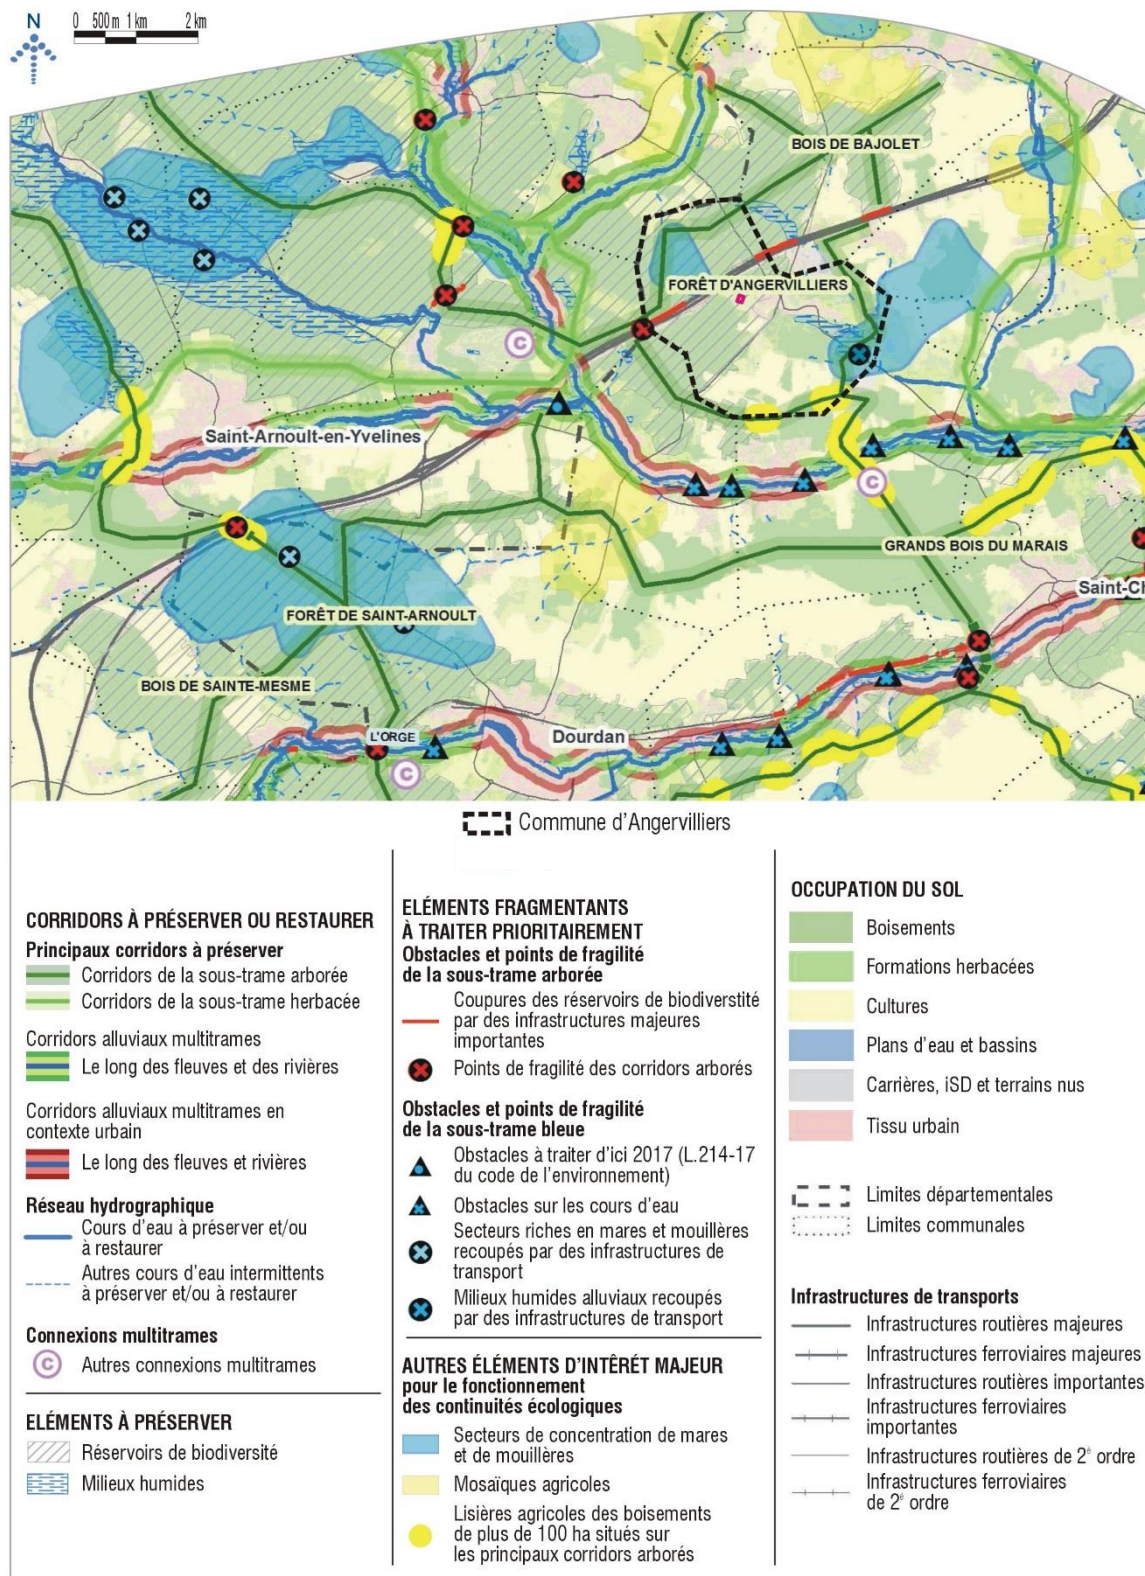 N
0 500 m 1 km 2 km
BOIS DE BAJOLET
FORÊT D'ANGERVILLIERS
Saint-Arnoult-en-Yvelines
GRANDS BOIS DU MARAIS
Saint-Ch
FORÊT DE SAINT-ARNOULT
BOIS DE SAINTE-MESME
L'ORGE
Dourdan
C
C
C
Commune d'Angervilliers
CORRIDORS À PRÉSERVER OU RESTAURER
Principaux corridors à préserver
Corridors de la sous-trame arborée
Corridors de la sous-trame herbacée
Corridors alluviaux multitrames
Le long des fleuves et des rivières
Corridors alluviaux multitrames en
contexte urbain
Le long des fleuves et rivières
Réseau hydrographique
Cours d'eau à préserver et/ou
à restaurer
Autres cours d'eau intermittents
à préserver et/ou à restaurer
Connexions multitrames
C Autres connexions multitrames
ELÉMENTS À PRÉSERVER
Réservoirs de biodiversité
Milieux humides
ELÉMENTS FRAGMENTANTS
À TRAITER PRIORITAIREMENT
Obstacles et points de fragilité
de la sous-trame arborée
Coupures des réservoirs de biodiverstité
par des infrastructures majeures
importantes
Points de fragilité des corridors arborés
Obstacles et points de fragilité
de la sous-trame bleue
Obstacles à traiter d'ici 2017 (L.214-17
du code de l'environnement)
Obstacles sur les cours d'eau
Secteurs riches en mares et mouillères
recoupés par des infrastructures de
transport
Milieux humides alluviaux recoupés
par des infrastructures de transport
AUTRES ÉLÉMENTS D'INTÉRÊT MAJEUR
pour le fonctionnement
des continuités écologiques
Secteurs de concentration de mares
et de mouillères
Mosaïques agricoles
Lisières agricoles des boisements
de plus de 100 ha situés sur
les principaux corridors arborés
OCCUPATION DU SOL
Boisements
Formations herbacées
Cultures
Plans d'eau et bassins
Carrières, iSD et terrains nus
Tissu urbain
Limites départementales
Limites communales
Infrastructures de transports
Infrastructures routières majeures
Infrastructures ferroviaires majeures
Infrastructures routières importantes
Infrastructures ferroviaires
importantes
Infrastructures routières de 2è ordre
Infrastructures ferroviaires
de 2è ordre